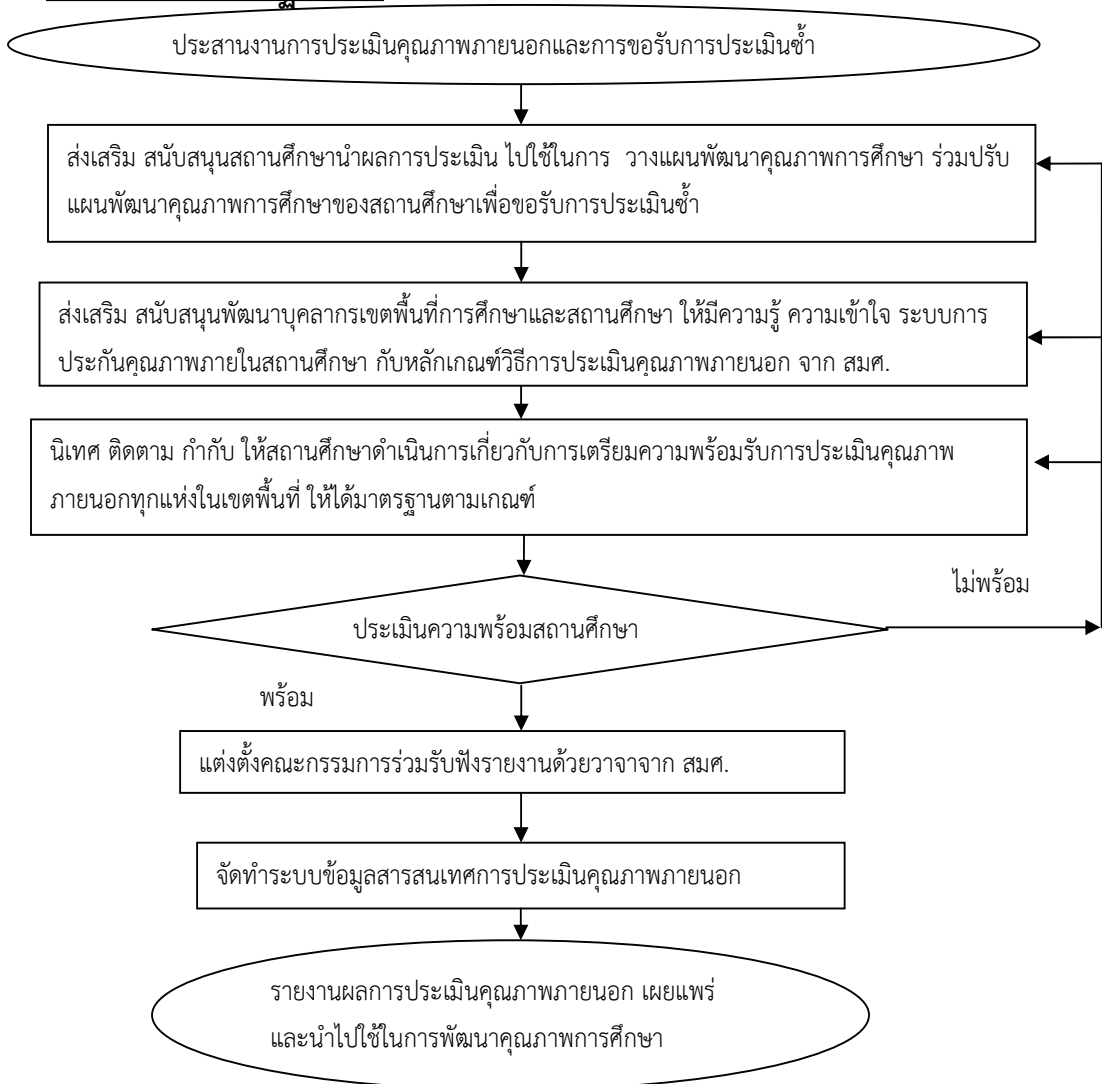 ประสานงานการประเมินคุณภาพภายนอกและการขอรับการประเมินซ้ำ
ส่งเสริม สนับสนุนสถานศึกษานำผลการประเมิน ไปใช้ในการ วางแผนพัฒนาคุณภาพการศึกษา ร่วมปรับ
แผนพัฒนาคุณภาพการศึกษาของสถานศึกษาเพื่อขอรับการประเมินซ้ำ
ส่งเสริม สนับสนุนพัฒนาบุคลากรเขตพื้นที่การศึกษาและสถานศึกษา ให้มีความรู้ ความเข้าใจ ระบบการ
ประกันคุณภาพภายในสถานศึกษา กับหลักเกณฑ์วิธีการประเมินคุณภาพภายนอก จาก สมศ.
นิเทศ ติดตาม กำกับ ให้สถานศึกษาดำเนินการเกี่ยวกับการเตรียมความพร้อมรับการประเมินคุณภาพ
ภายนอกทุกแห่งในเขตพื้นที่ ให้ได้มาตรฐานตามเกณฑ์
ไม่พร้อม
ประเมินความพร้อมสถานศึกษา
พร้อม
แต่งตั้งคณะกรรมการร่วมรับฟังรายงานด้วยวาจาจาก สมศ.
จัดทำระบบข้อมูลสารสนเทศการประเมินคุณภาพภายนอก
รายงานผลการประเมินคุณภาพภายนอก เผยแพร่
และนำไปใช้ในการพัฒนาคุณภาพการศึกษา